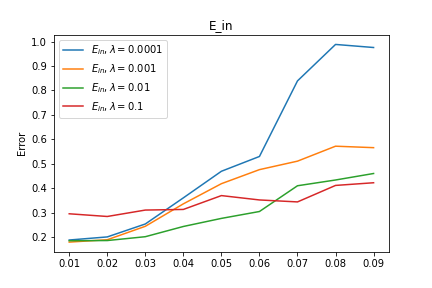 E_in
1.0
0.9
0.8
0.7
0.6
0.5
0.4
0.3
0.2
Error
E_in, λ = 0.0001
E_in, λ = 0.001
E_in, λ = 0.01
E_in, λ = 0.1
0.01 0.02 0.03 0.04 0.05 0.06 0.07 0.08 0.09